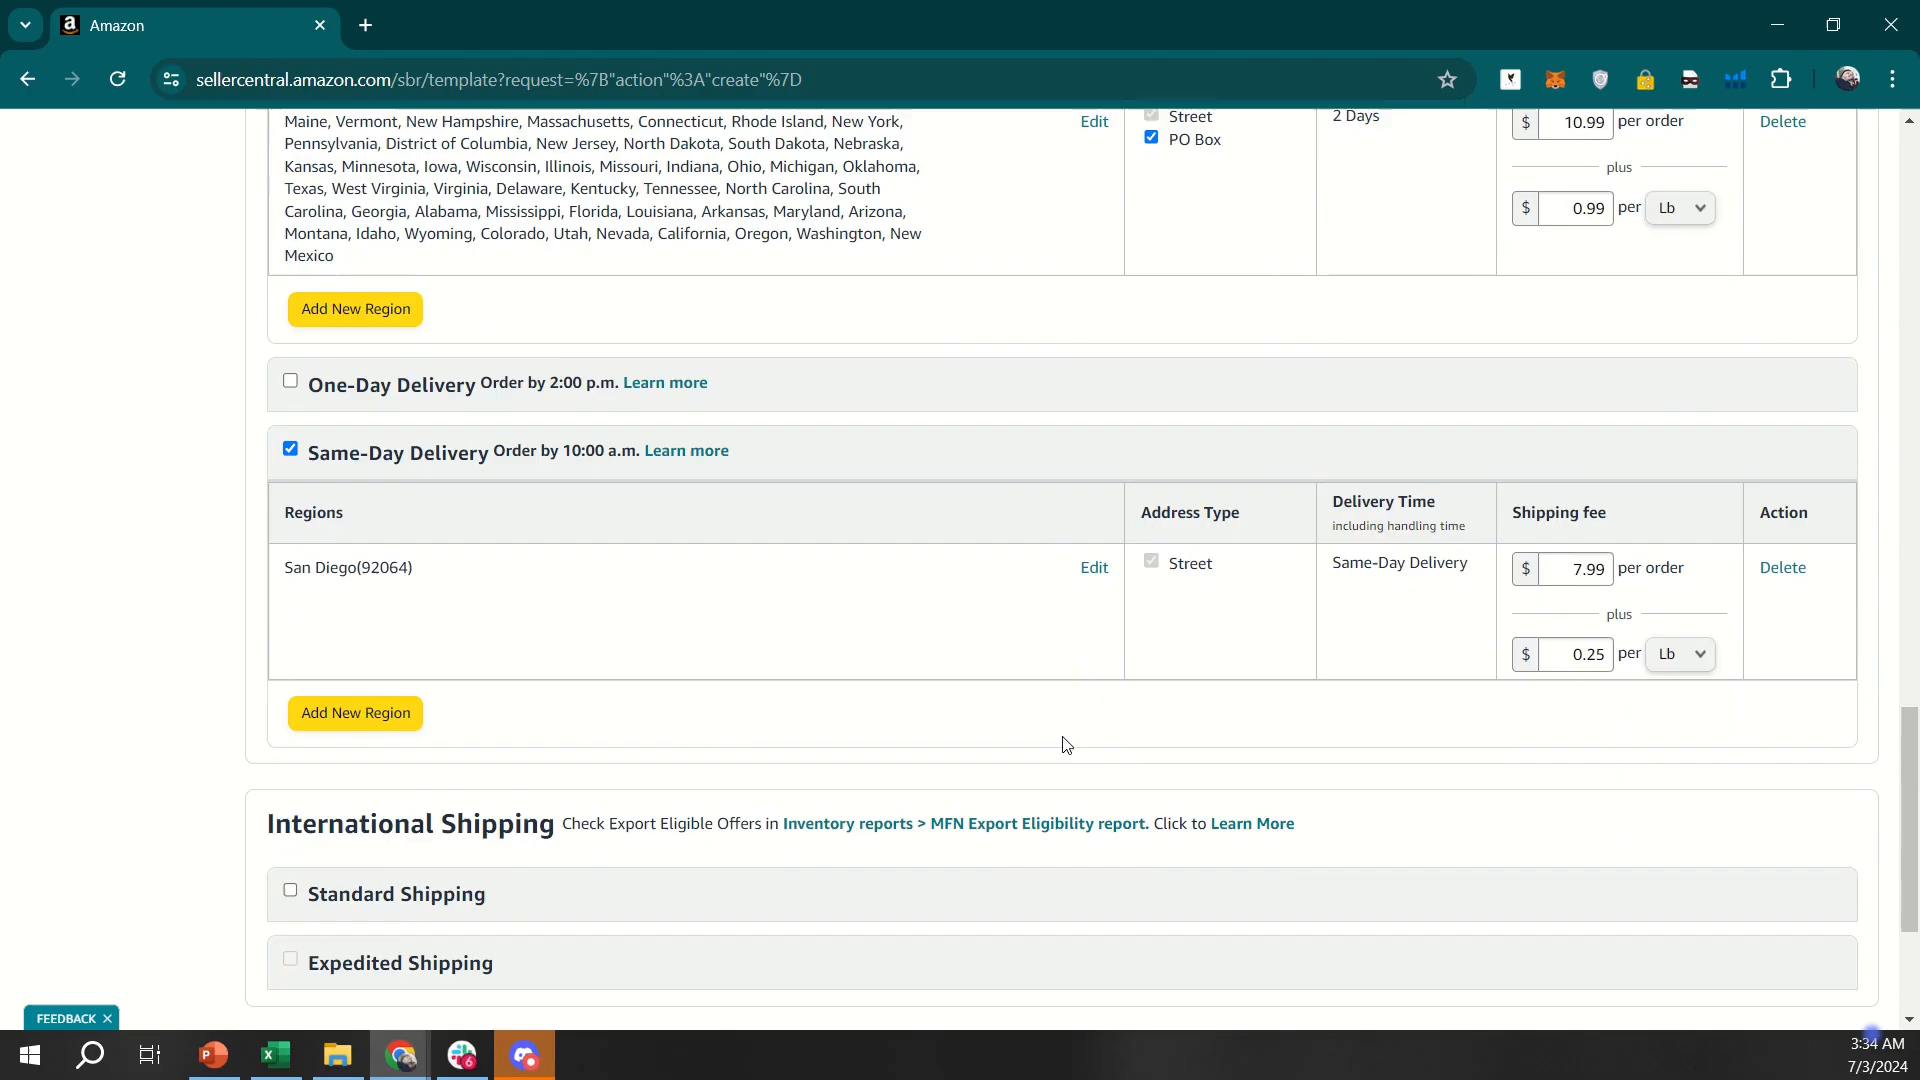 Amazon
sellercentral.amazon.com/sbr/template?request=%7B"action"%3A"create"%7D
Maine, Vermont, New Hampshire, Massachusetts, Connecticut, Rhode Island, New York,
Pennsylvania, District of Columbia, New Jersey, North Dakota, South Dakota, Nebraska,
Kansas, Minnesota, Iowa, Wisconsin, Illinois, Missouri, Indiana, Ohio, Michigan, Oklahoma,
Texas, West Virginia, Virginia, Delaware, Kentucky, Tennessee, North Carolina, South
Carolina, Georgia, Alabama, Mississippi, Florida, Louisiana, Arkansas, Maryland, Arizona,
Montana, Idaho, Wyoming, Colorado, Utah, Nevada, California, Oregon, Washington, New
Mexico
Edit
Street
PO Box
2 Days
$ 10.99 per order
plus
$ 0.99 per Lb
Delete
Add New Region
One-Day Delivery Order by 2:00 p.m. Learn more
Same-Day Delivery Order by 10:00 a.m. Learn more
Regions
Address Type
Delivery Time
including handling time
Shipping fee
Action
San Diego(92064)
Edit
Street
Same-Day Delivery
$ 7.99 per order
plus
$ 0.25 per Lb
Delete
Add New Region
International Shipping Check Export Eligible Offers in Inventory reports > MFN Export Eligibility report. Click to Learn More
Standard Shipping
Expedited Shipping
FEEDBACK
3:34 AM
7/3/2024